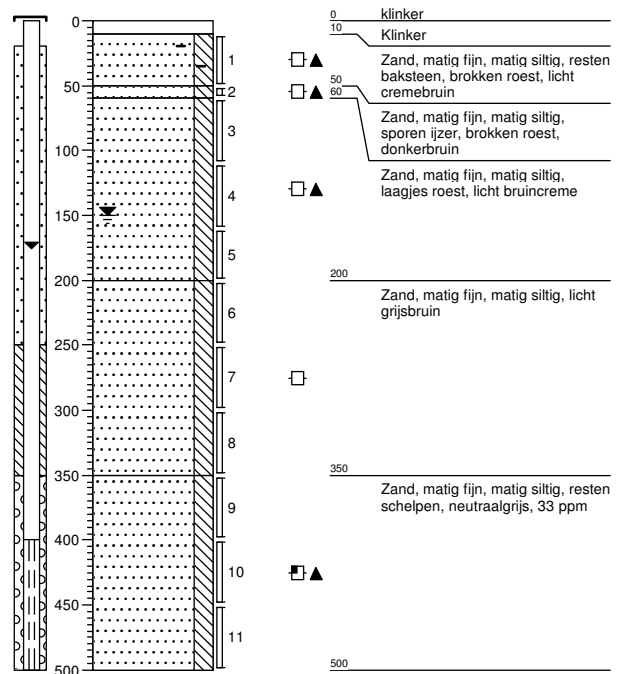 0
50
100
150
200
250
300
350
400
450
500
1
2
3
4
5
6
7
8
9
10
11
0 klinker
10 Klinker
Zand, matig fijn, matig siltig, resten
baksteen, brokken roest, licht
cremebruin
50
60
Zand, matig fijn, matig siltig,
sporen ijzer, brokken roest,
donkerbruin
Zand, matig fijn, matig siltig,
laagjes roest, licht bruincreme
200
Zand, matig fijn, matig siltig, licht
grijsbruin
350
Zand, matig fijn, matig siltig, resten
schelpen, neutraalgrijs, 33 ppm
500